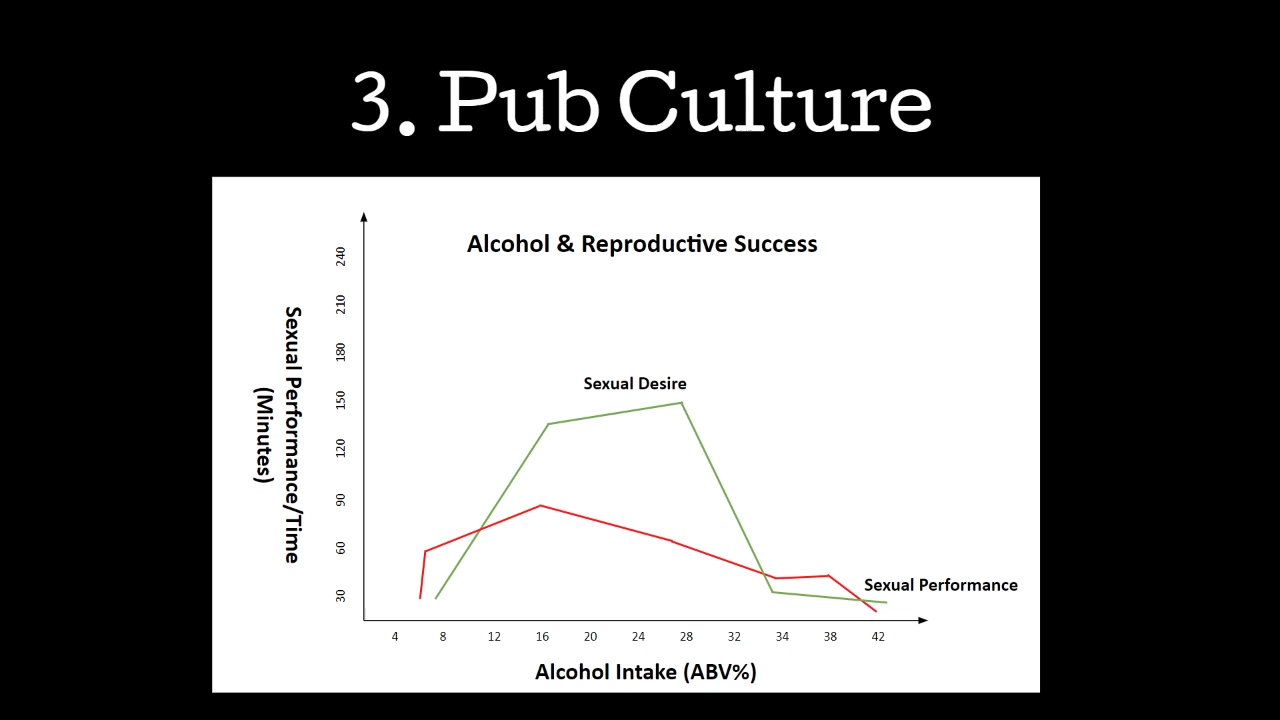 3. Pub Culture
Alcohol & Reproductive Success
Sexual Performance/Time
(Minutes)
240
210
180
150
120
90
60
30
Sexual Desire
Sexual Performance
4 8 12 16 20 24 28 32 34 38 42
Alcohol Intake (ABV%)